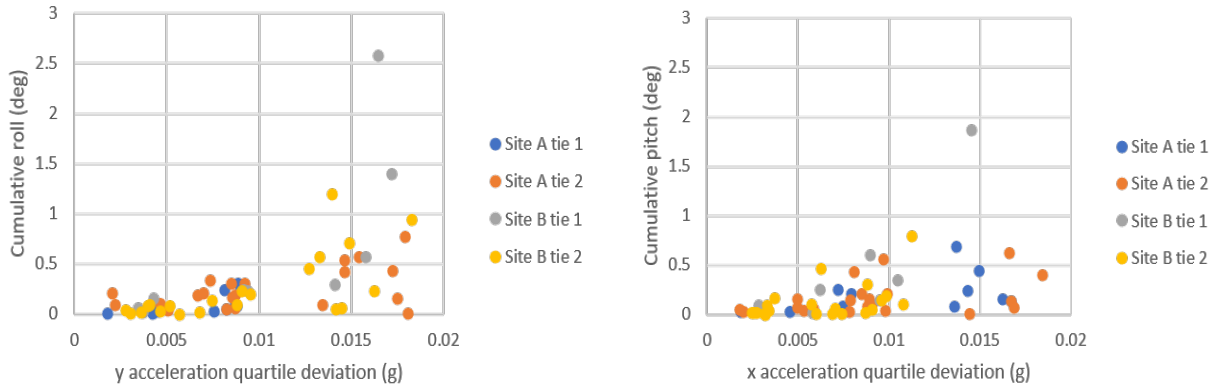 3
2.5
2
1.5
1
0.5
0
Cumulative roll (deg)
0 0.005 0.01 0.015 0.02
y acceleration quartile deviation (g)
Site A tie 1
Site A tie 2
Site B tie 1
Site B tie 2
3
2.5
2
1.5
1
0.5
0
Cumulative pitch (deg)
0 0.005 0.01 0.015 0.02
x acceleration quartile deviation (g)
Site A tie 1
Site A tie 2
Site B tie 1
Site B tie 2